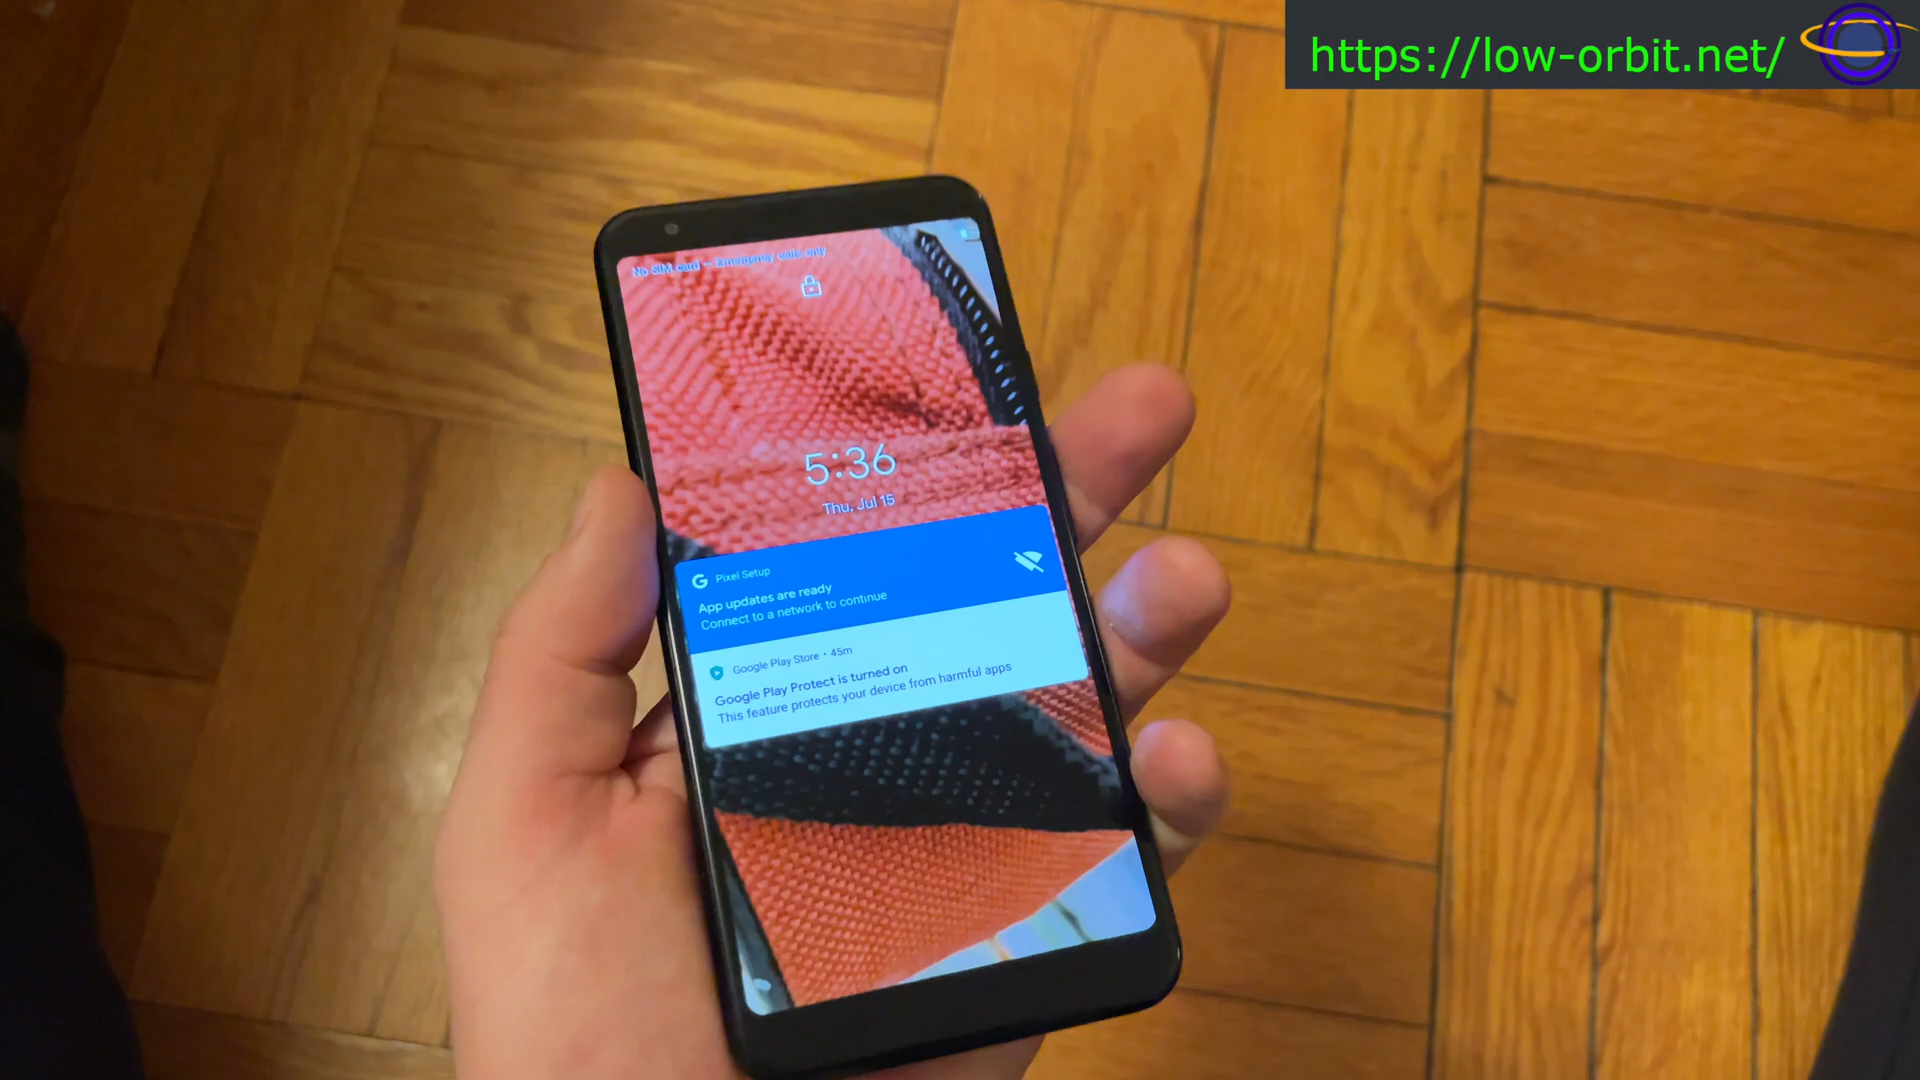 https://low-orbit.net/
No SIM card — Emergency calls only
5:36
Thu, Jul 15
G Pixel Setup
App updates are ready
Connect to a network to continue
Google Play Store • 45m
Google Play Protect is turned on
This feature protects your device from harmful apps